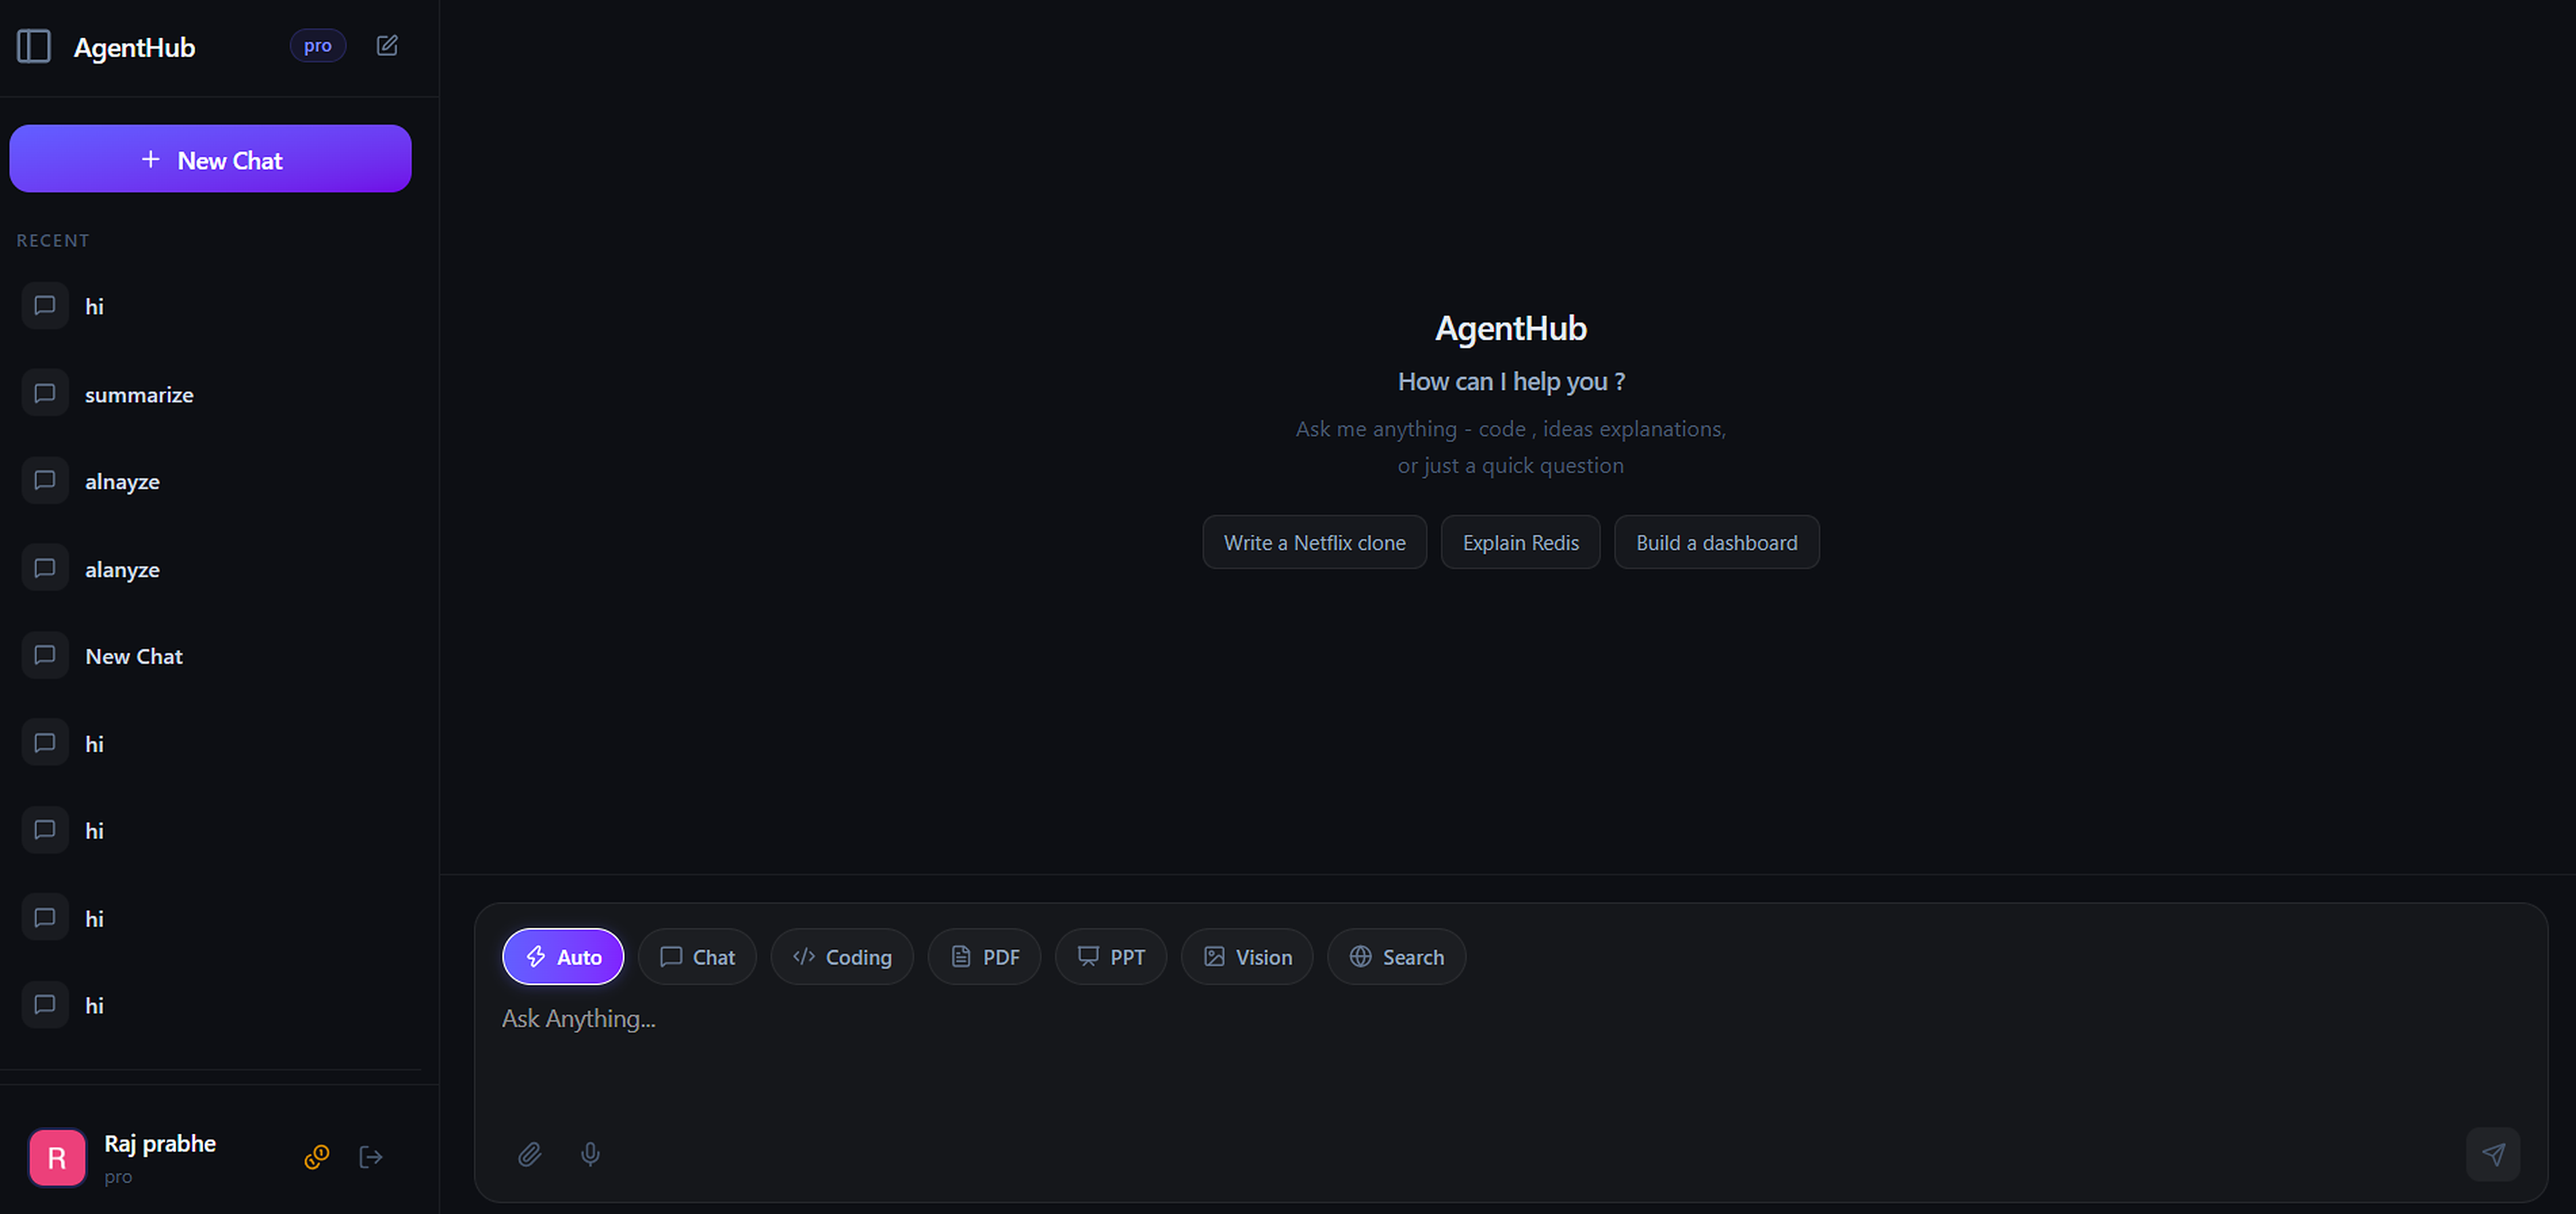 AgentHub
pro
New Chat
RECENT
hi
summarize
alnayze
alanyze
New Chat
hi
hi
hi
hi
Raj prabhe
pro
R
AgentHub
How can I help you ?
Ask me anything - code , ideas explanations,
or just a quick question
Write a Netflix clone
Explain Redis
Build a dashboard
Auto
Chat
Coding
PDF
PPT
Vision
Search
Ask Anything...